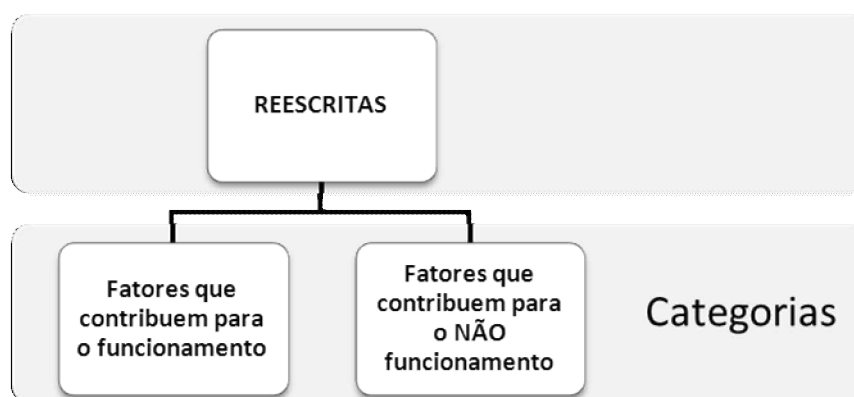 REESCRITAS
Fatores que
contribuem para
o funcionamento
Fatores que
contribuem para
o NÃO
funcionamento
Categorias